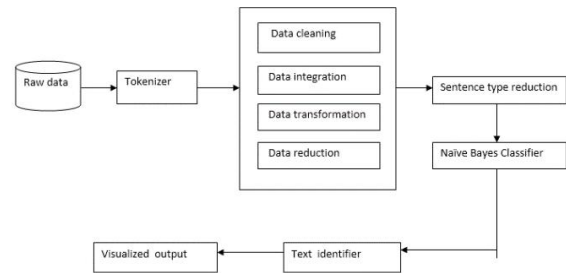 Raw data
Tokenizer
Data cleaning
Data integration
Data transformation
Data reduction
Sentence type reduction
Naïve Bayes Classifier
Text identifier
Visualized output